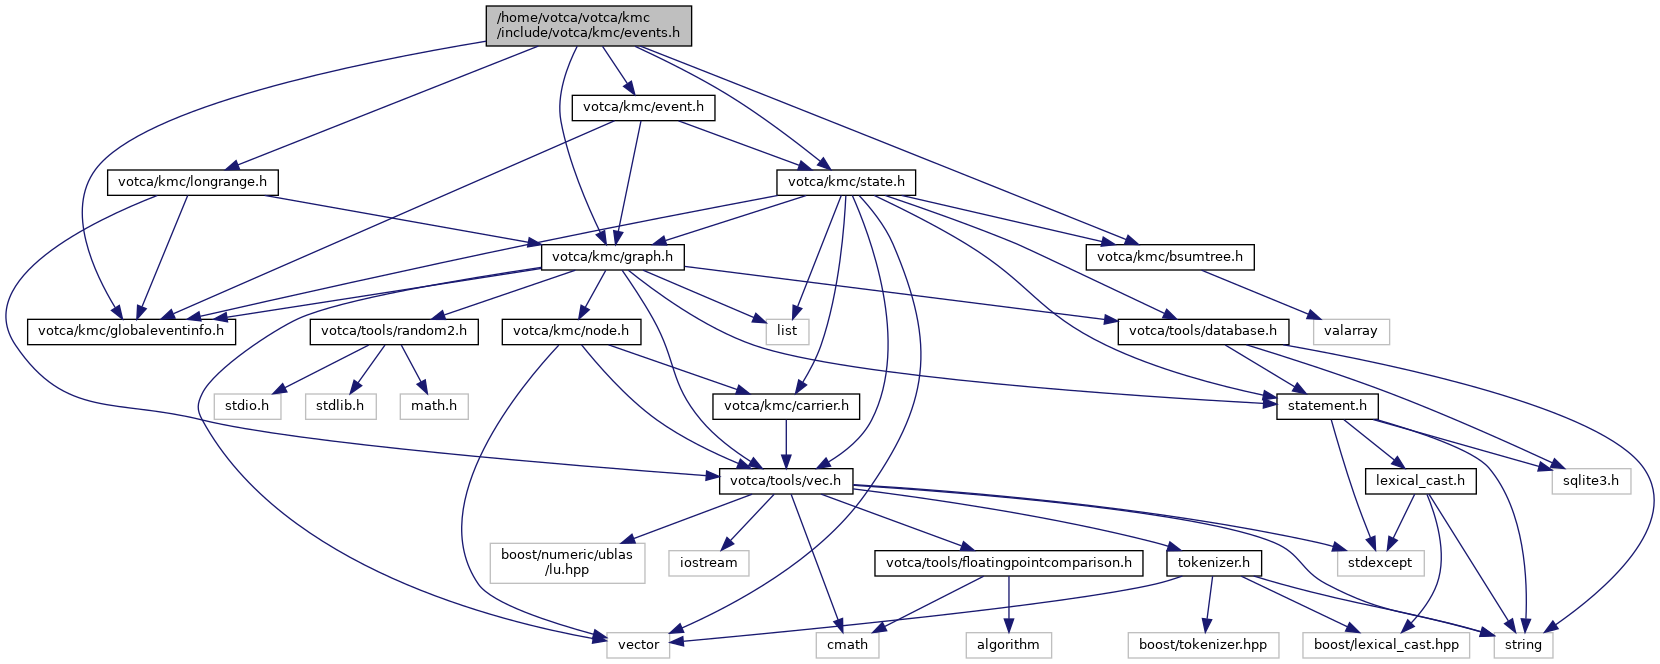 /home/votca/votca/kmc
/include/votca/kmc/events.h
votca/kmc/event.h
votca/kmc/longrange.h
votca/kmc/state.h
votca/kmc/graph.h
votca/kmc/bsumtree.h
votca/kmc/globaleventinfo.h
votca/tools/random2.h
votca/kmc/node.h
list
votca/tools/database.h
valarray
stdio.h
stdlib.h
math.h
votca/kmc/carrier.h
statement.h
votca/tools/vec.h
lexical_cast.h
sqlite3.h
boost/numeric/ublas
/lu.hpp
iostream
votca/tools/floatingpointcomparison.h
tokenizer.h
stdexcept
vector
cmath
algorithm
boost/tokenizer.hpp
boost/lexical_cast.hpp
string